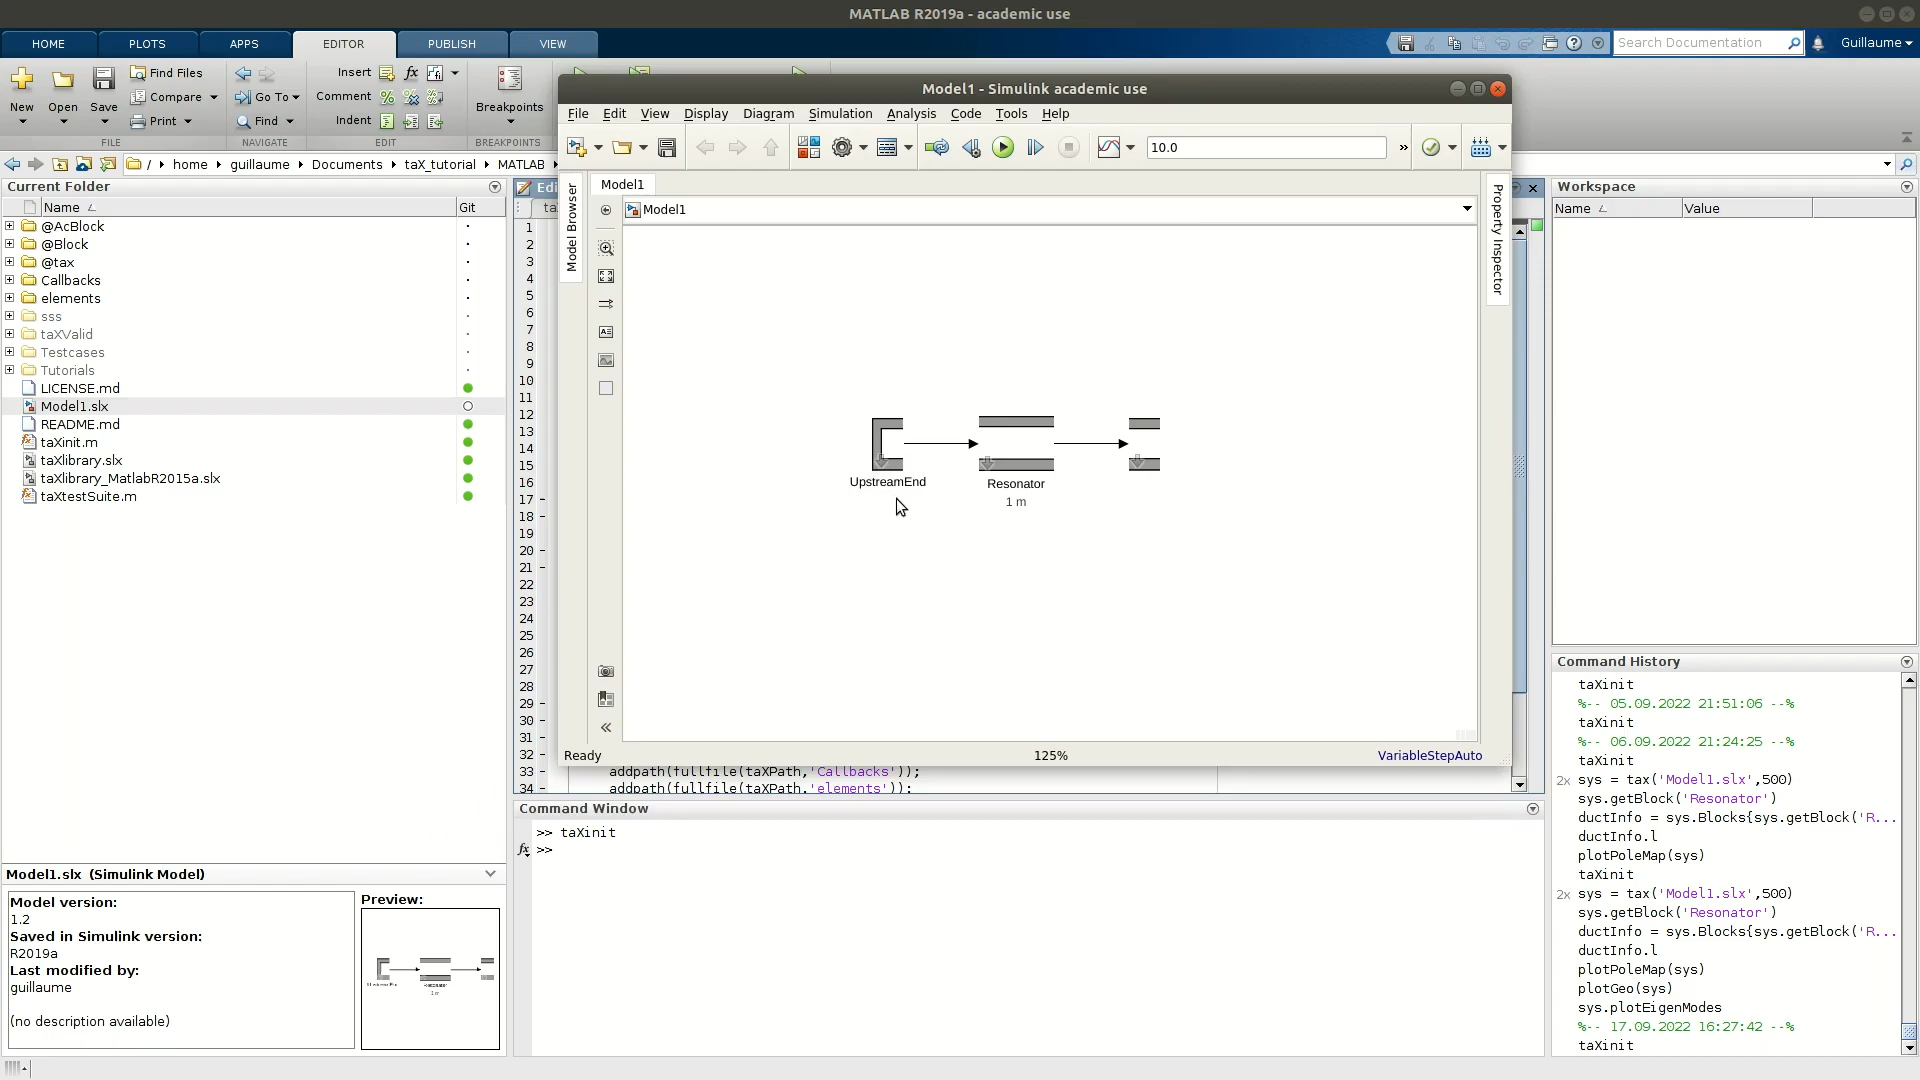 MATLAB R2019a - academic use
HOME
PLOTS
APPS
EDITOR
PUBLISH
VIEW
Search Documentation
Guillaume
New
Open
Save
Find Files
Compare
Print
FILE
Go To
Find
NAVIGATE
Insert
Comment
Indent
EDIT
Breakpoints
BREAKPOINTS
/ home guillaume Documents taX_tutorial MATLAB
Current Folder
Name
Git
@AcBlock
@Block
@tax
Callbacks
elements
sss
taXValid
Testcases
Tutorials
LICENSE.md
Model1.slx
README.md
taXinit.m
taXlibrary.slx
taXlibrary_MatlabR2015a.slx
taXtestSuite.m
Model1.slx (Simulink Model)
Model version:
1.2
Saved in Simulink version:
R2019a
Last modified by:
guillaume
(no description available)
Preview:
Model1 - Simulink academic use
File Edit View Display Diagram Simulation Analysis Code Tools Help
10.0
»
Model Browser
Model1
Model1
Property Inspector
UpstreamEnd
Resonator
1 m
Ready
125%
VariableStepAuto
1
2
3
4
5
6
7
8
9
10
11
12
13
14
15
16
17 -
18 -
19
20 -
21 -
22
23
24
25
26
27
28
29 -
30 -
31 -
32 -
33 - addpath(fullfile(taXPath,'Callbacks'));
34 - addpath(fullfile(taXPath,'elements'));
Command Window
>> taXinit
fx >>
Workspace
Name
Value
Command History
taXinit
%-- 05.09.2022 21:51:06 --%
taXinit
%-- 06.09.2022 21:24:25 --%
taXinit
2x sys = tax('Model1.slx',500)
sys.getBlock('Resonator')
ductInfo = sys.Blocks{sys.getBlock('R...
ductInfo.l
plotPoleMap(sys)
taXinit
2x sys = tax('Model1.slx',500)
sys.getBlock('Resonator')
ductInfo = sys.Blocks{sys.getBlock('R...
ductInfo.l
plotPoleMap(sys)
plotGeo(sys)
sys.plotEigenModes
%-- 17.09.2022 16:27:42 --%
taXinit